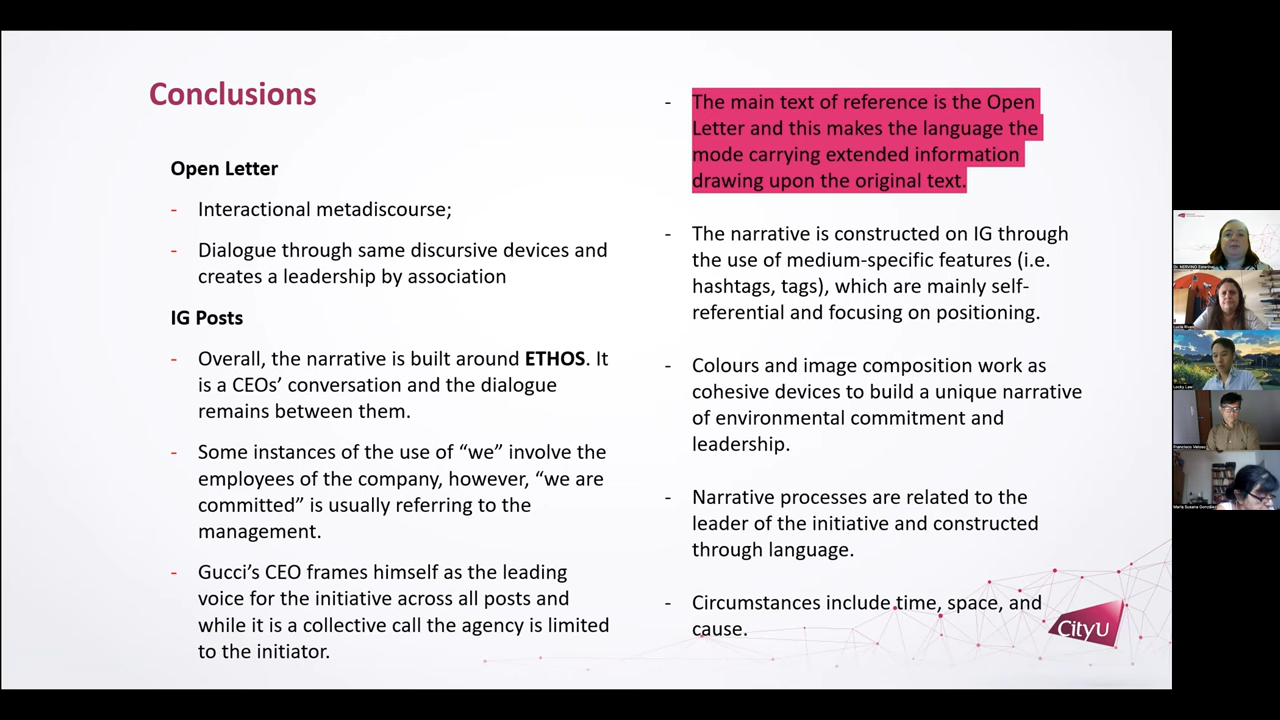 Conclusions
Open Letter
- Interactional metadiscourse;
- Dialogue through same discursive devices and
creates a leadership by association
IG Posts
- Overall, the narrative is built around ETHOS. It
is a CEOs’ conversation and the dialogue
remains between them.
- Some instances of the use of “we” involve the
employees of the company, however, “we are
committed” is usually referring to the
management.
- Gucci’s CEO frames himself as the leading
voice for the initiative across all posts and
while it is a collective call the agency is limited
to the initiator.
- The main text of reference is the Open
Letter and this makes the language the
mode carrying extended information
drawing upon the original text.
- The narrative is constructed on IG through
the use of medium-specific features (i.e.
hashtags, tags), which are mainly self-
referential and focusing on positioning.
- Colours and image composition work as
cohesive devices to build a unique narrative
of environmental commitment and
leadership.
- Narrative processes are related to the
leader of the initiative and constructed
through language.
- Circumstances include time, space, and
cause.
CityU
Locky Law
Francisco Veloso